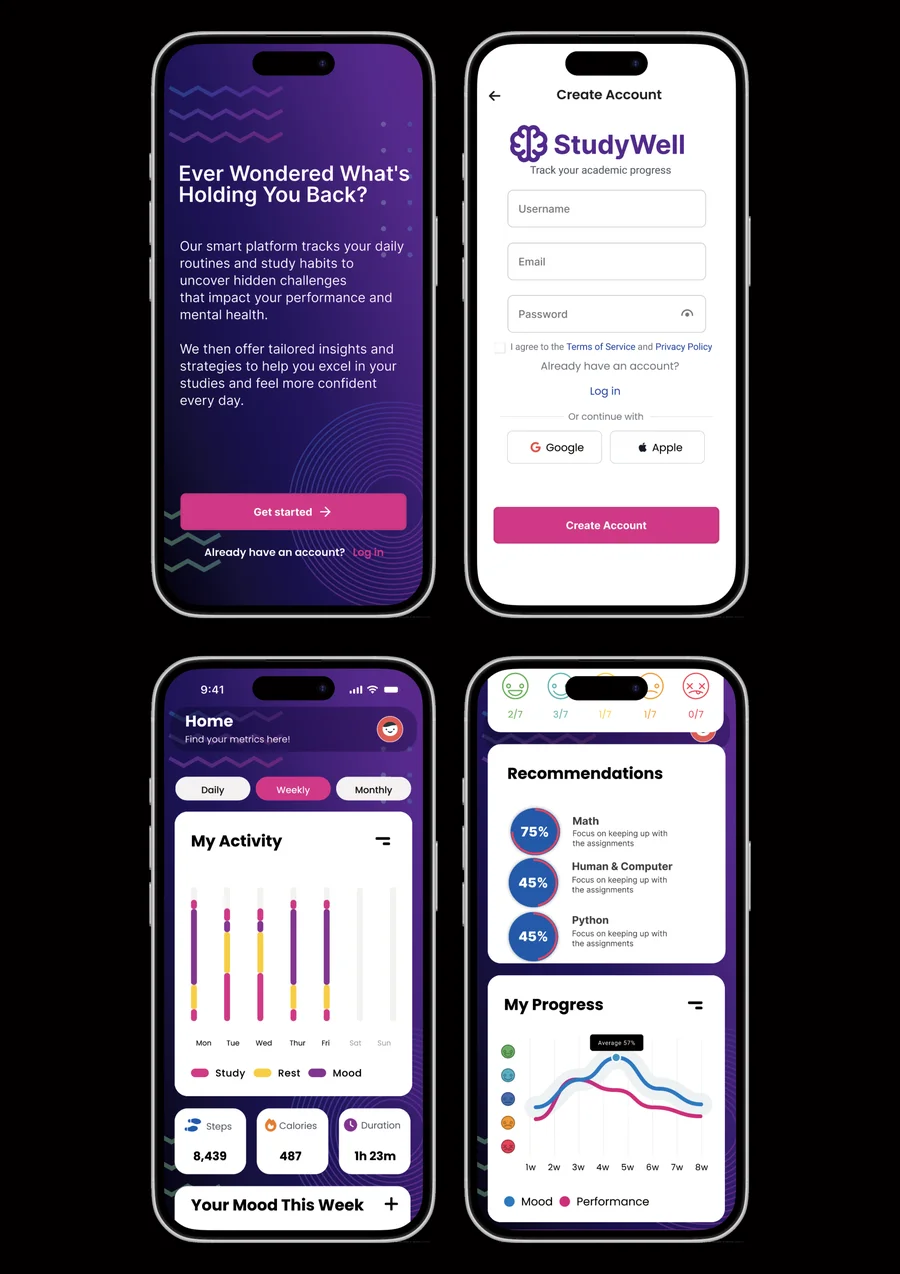 Ever Wondered What's
Holding You Back?
Our smart platform tracks your daily
routines and study habits to
uncover hidden challenges
that impact your performance and
mental health.
We then offer tailored insights and
strategies to help you excel in your
studies and feel more confident
every day.
Get started →
Already have an account? Log in
Create Account
StudyWell
Track your academic progress
Username
Email
Password
I agree to the Terms of Service and Privacy Policy
Already have an account?
Log in
Or continue with
Google Apple
Create Account
9:41
Home
Find your metrics here!
Daily Weekly Monthly
My Activity
Mon Tue Wed Thur Fri Sat Sun
Study Rest Mood
Steps Calories Duration
8,439 487 1h 23m
Your Mood This Week +
2/7 3/7 1/7 1/7 0/7
Recommendations
75% Math
Focus on keeping up with
the assignments
45% Human & Computer
Focus on keeping up with
the assignments
45% Python
Focus on keeping up with
the assignments
My Progress
Average 57%
1w 2w 3w 4w 5w 6w 7w 8w
Mood Performance